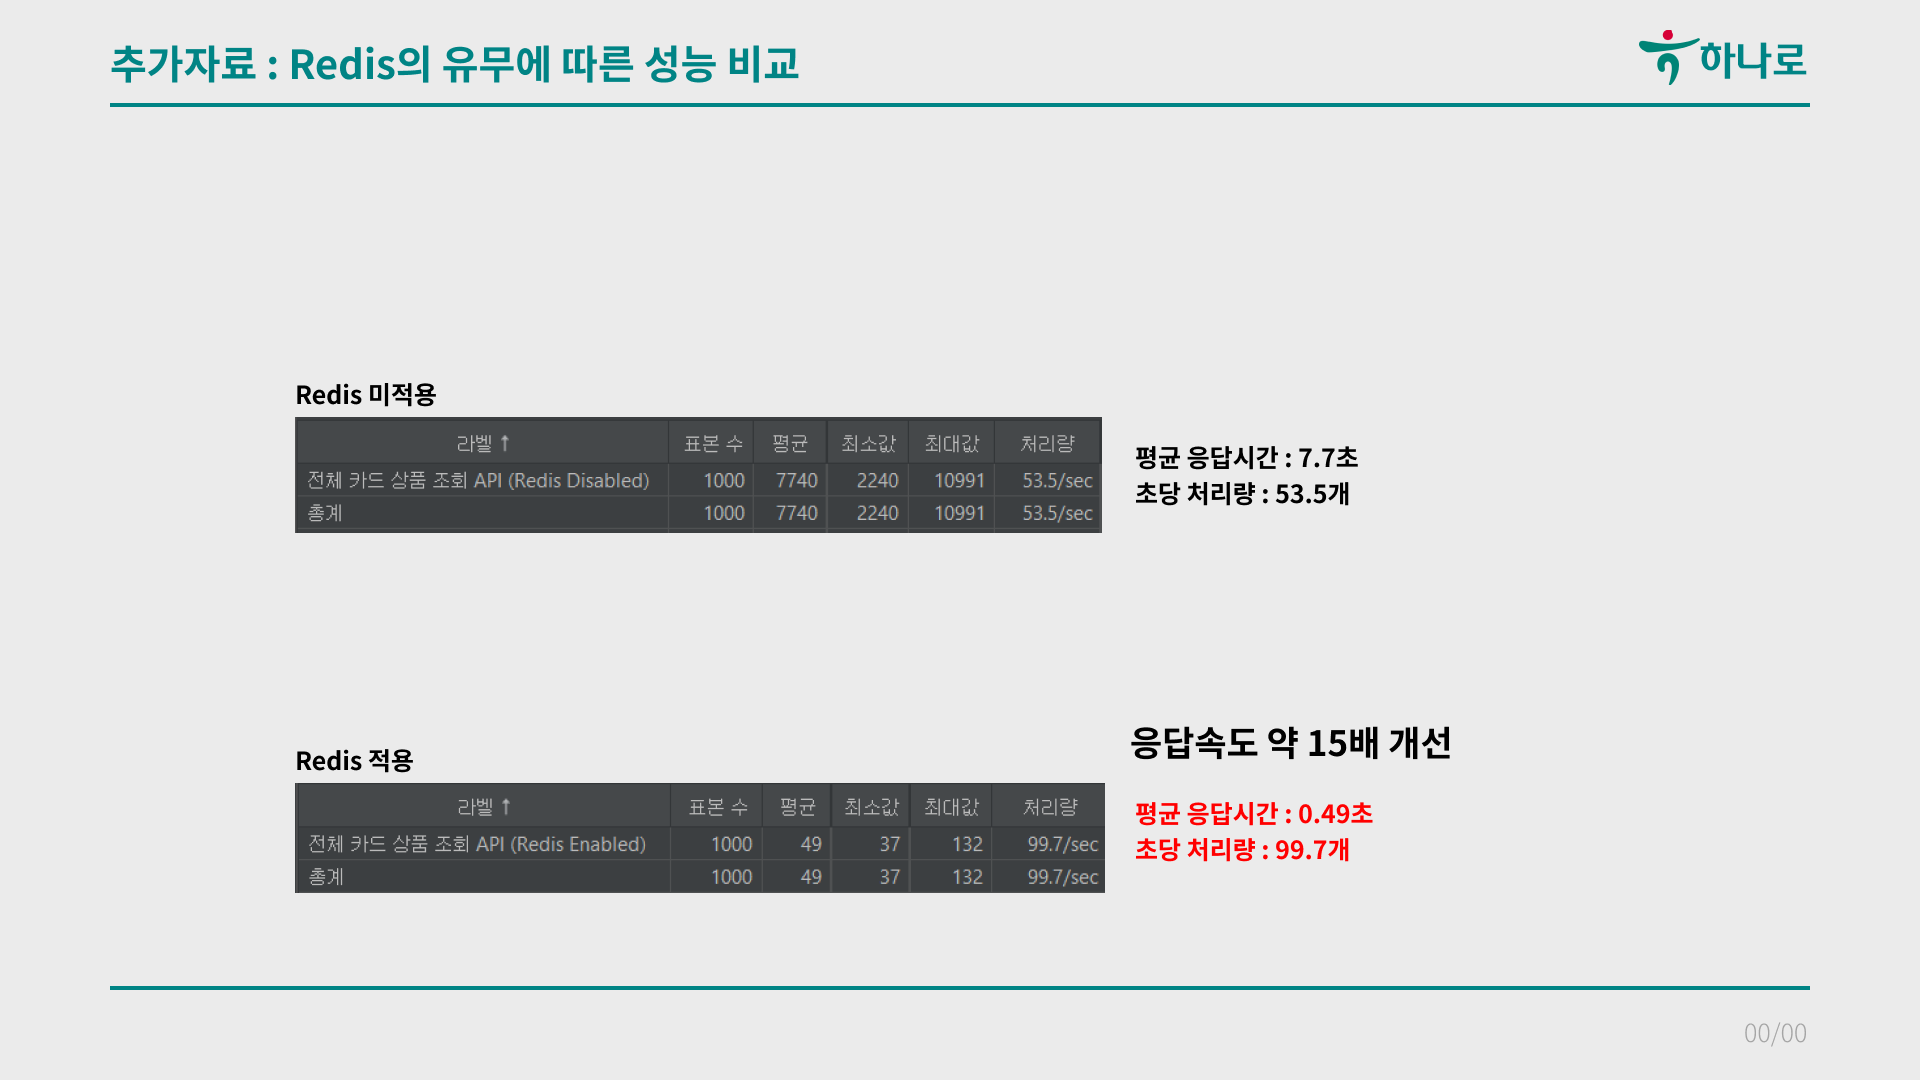 추가자료 : Redis의 유무에 따른 성능 비교
하나로
Redis 미적용
라벨 ↑ 표본 수 평균 최소값 최대값 처리량
전체 카드 상품 조회 API (Redis Disabled) 1000 7740 2240 10991 53.5/sec
총계 1000 7740 2240 10991 53.5/sec
평균 응답시간 : 7.7초
초당 처리량 : 53.5개
응답속도 약 15배 개선
Redis 적용
라벨 ↑ 표본 수 평균 최소값 최대값 처리량
전체 카드 상품 조회 API (Redis Enabled) 1000 49 37 132 99.7/sec
총계 1000 49 37 132 99.7/sec
평균 응답시간 : 0.49초
초당 처리량 : 99.7개
00/00